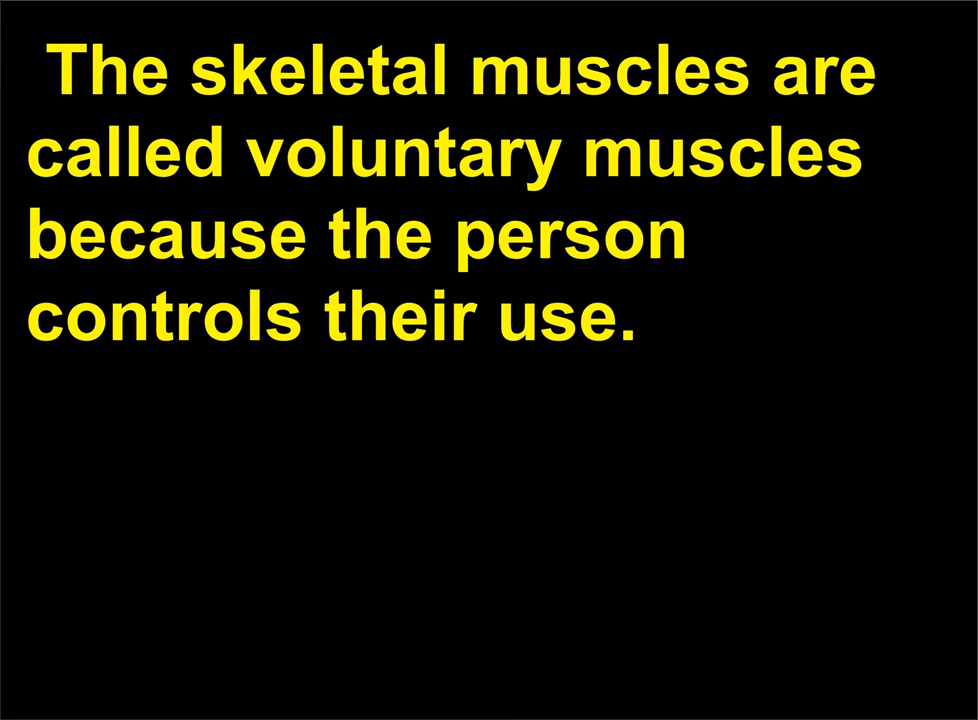 The skeletal muscles are
called voluntary muscles
because the person
controls their use.